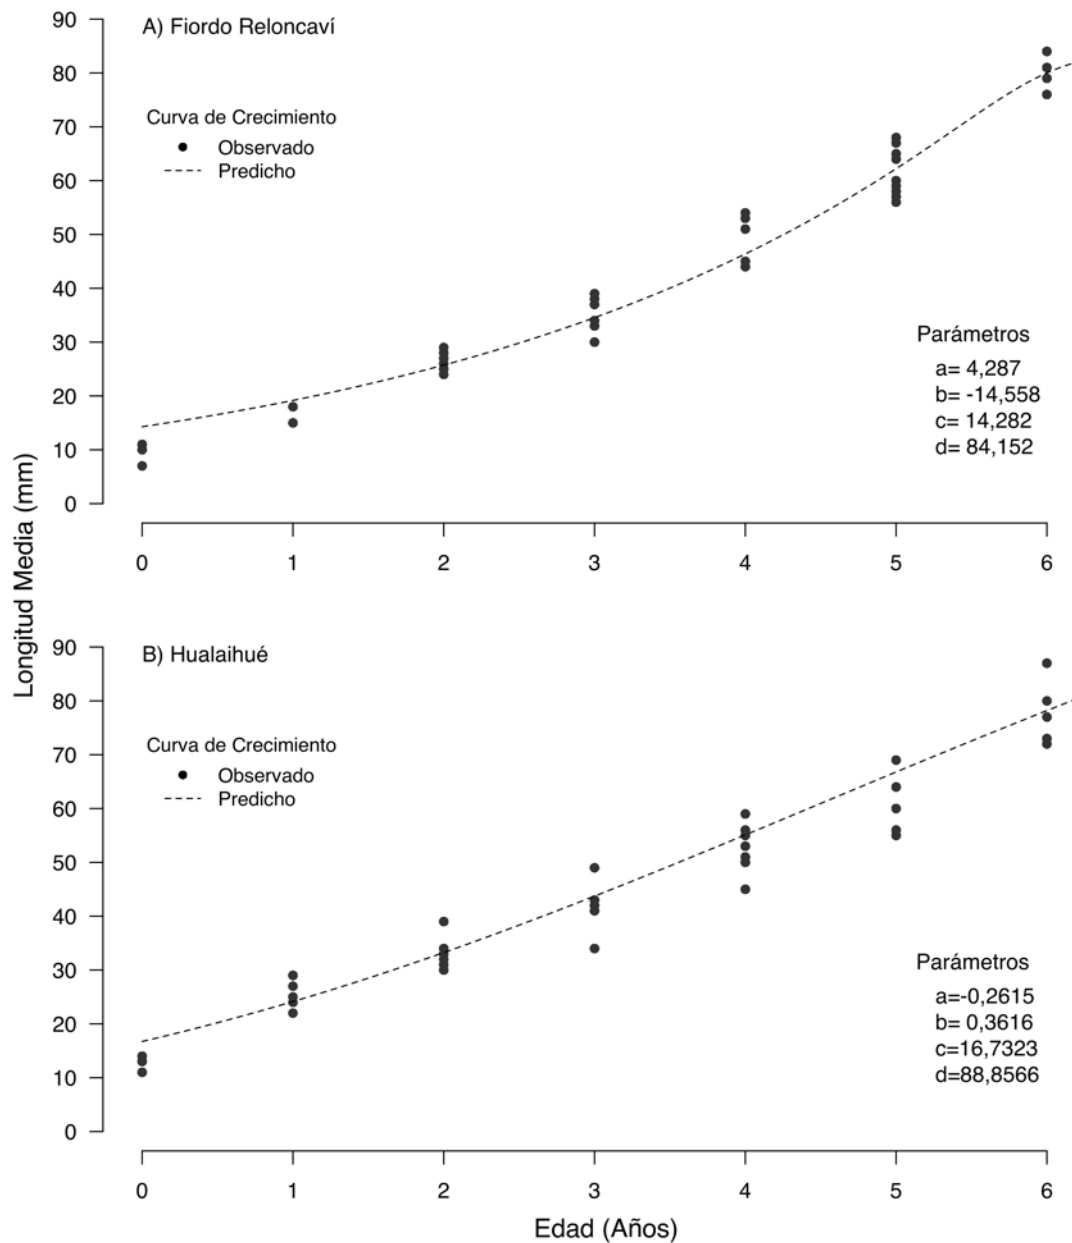 A) Fiordo Reloncaví
Curva de Crecimiento
Observado
Predicho
Parámetros
a= 4,287
b= -14,558
c= 14,282
d= 84,152
90
80
70
60
50
40
30
20
10
0
0 1 2 3 4 5 6
Longitud Media (mm)
B) Hualaihué
Curva de Crecimiento
Observado
Predicho
Parámetros
a=-0,2615
b= 0,3616
c=16,7323
d=88,8566
90
80
70
60
50
40
30
20
10
0
0 1 2 3 4 5 6
Edad (Años)